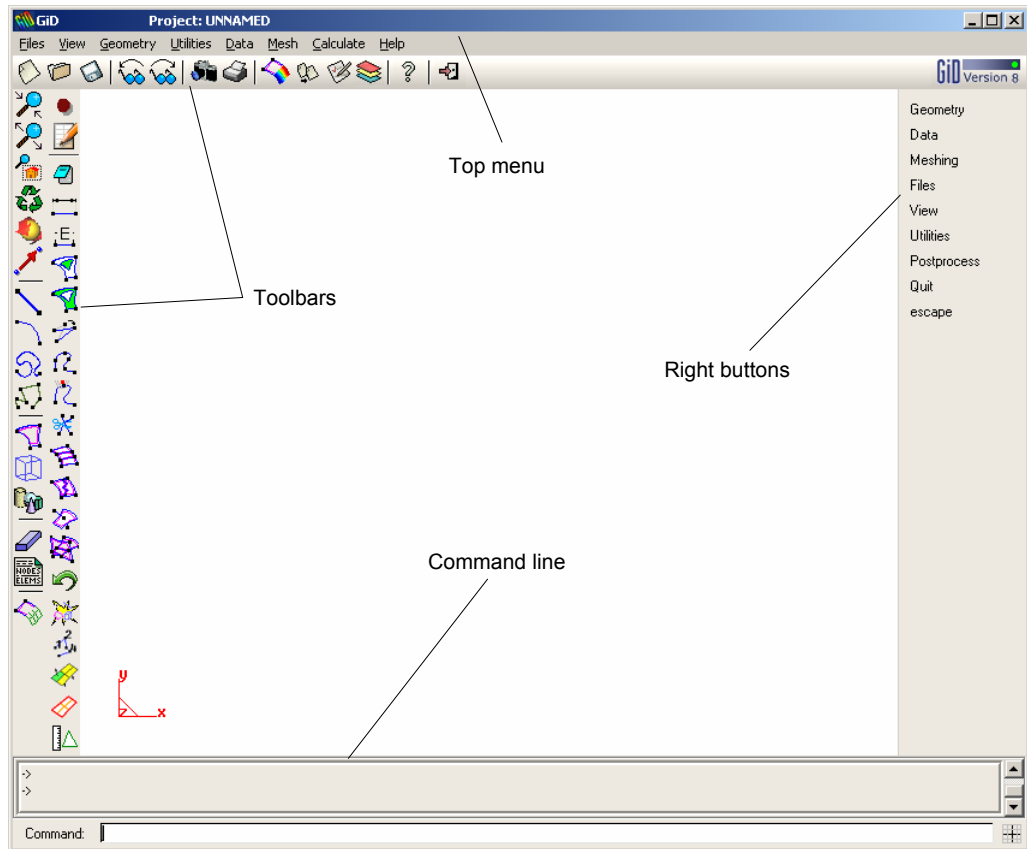 GiD Project: UNNAMED
Files View Geometry Utilities Data Mesh Calculate Help
GiD Version 8
Geometry
Data
Meshing
Files
View
Utilities
Postprocess
Quit
escape
Top menu
Toolbars
Right buttons
Command line
E
NODES
ELEMS
2
y
z x
->
->
Command: